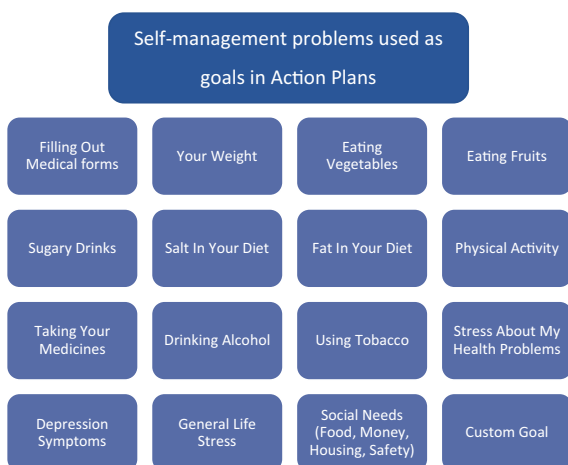 Self-management problems used as
goals in Action Plans
Filling Out
Medical forms
Your Weight
Eating
Vegetables
Eating Fruits
Sugary Drinks
Salt In Your Diet
Fat In Your Diet
Physical Activity
Taking Your
Medicines
Drinking Alcohol
Using Tobacco
Stress About My
Health Problems
Depression
Symptoms
General Life
Stress
Social Needs
(Food, Money,
Housing, Safety)
Custom Goal